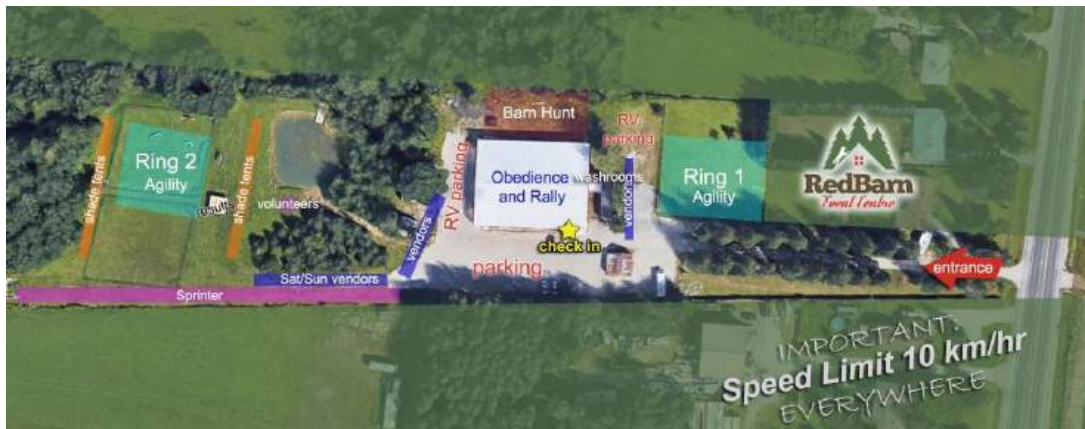 Barn Hunt
RV
parking
RV parking
Ring 2
Agility
shade tents
shade tents
results
volunteers
Obedience
and Rally
washrooms
vendors
Ring 1
Agility
RedBarn
Event Centre
check in
vendors
parking
entrance
Sat/Sun vendors
Sprinter
IMPORTANT:
Speed Limit 10 km/hr
EVERYWHERE